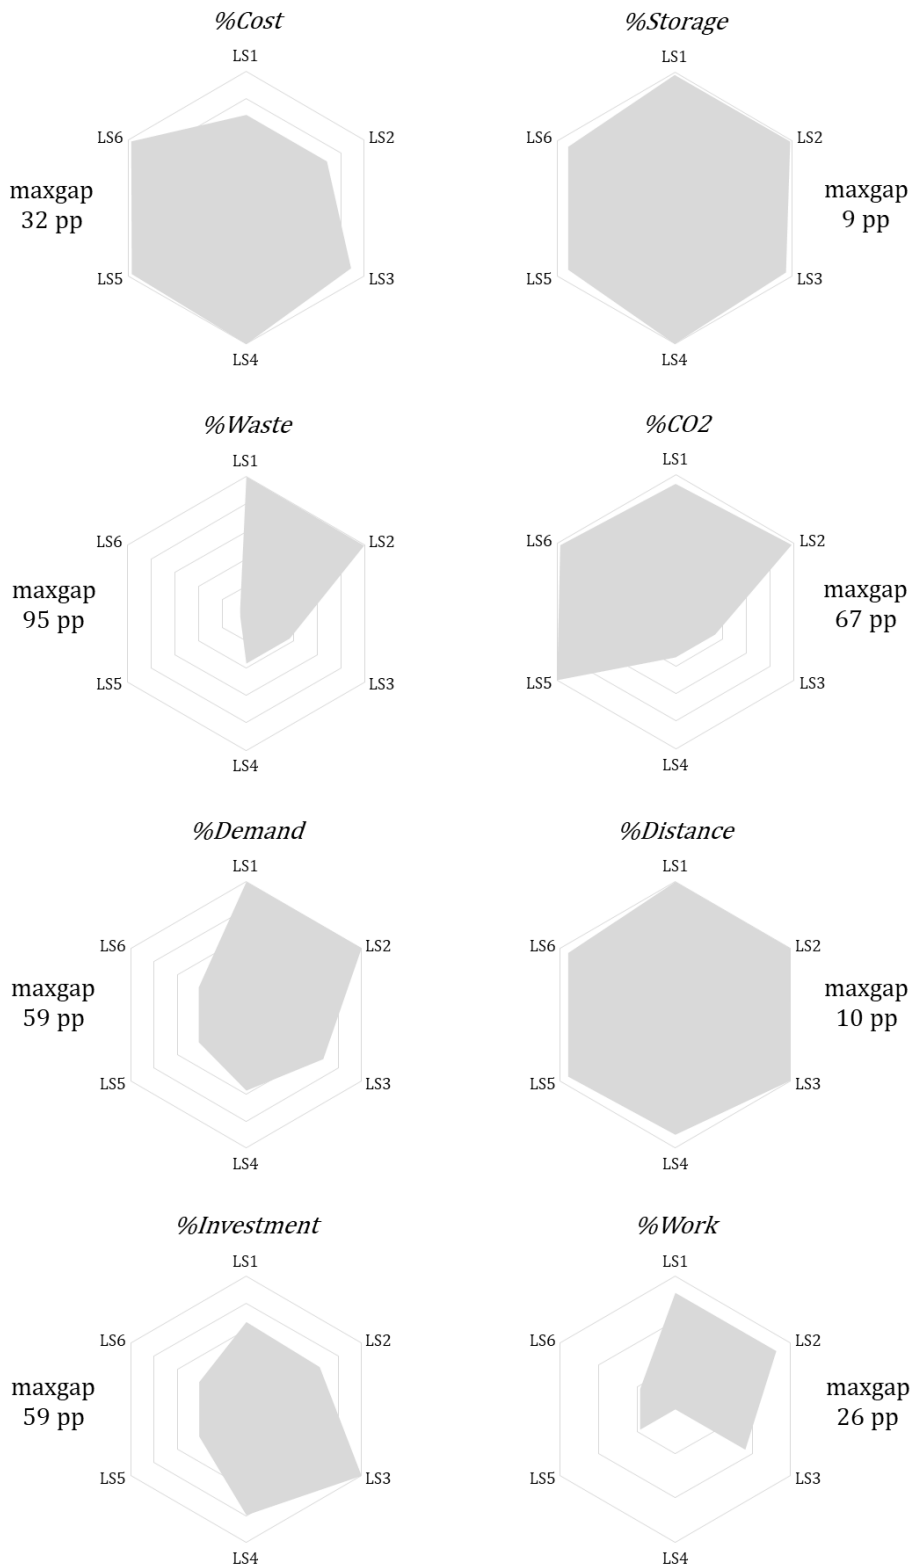 %Cost
LS1
LS2
LS3
LS4
LS5
LS6
maxgap
32 pp
%Storage
LS1
LS2
LS3
LS4
LS5
LS6
maxgap
9 pp
%Waste
LS1
LS2
LS3
LS4
LS5
LS6
maxgap
95 pp
%CO2
LS1
LS2
LS3
LS4
LS5
LS6
maxgap
67 pp
%Demand
LS1
LS2
LS3
LS4
LS5
LS6
maxgap
59 pp
%Distance
LS1
LS2
LS3
LS4
LS5
LS6
maxgap
10 pp
%Investment
LS1
LS2
LS3
LS4
LS5
LS6
maxgap
59 pp
%Work
LS1
LS2
LS3
LS4
LS5
LS6
maxgap
26 pp